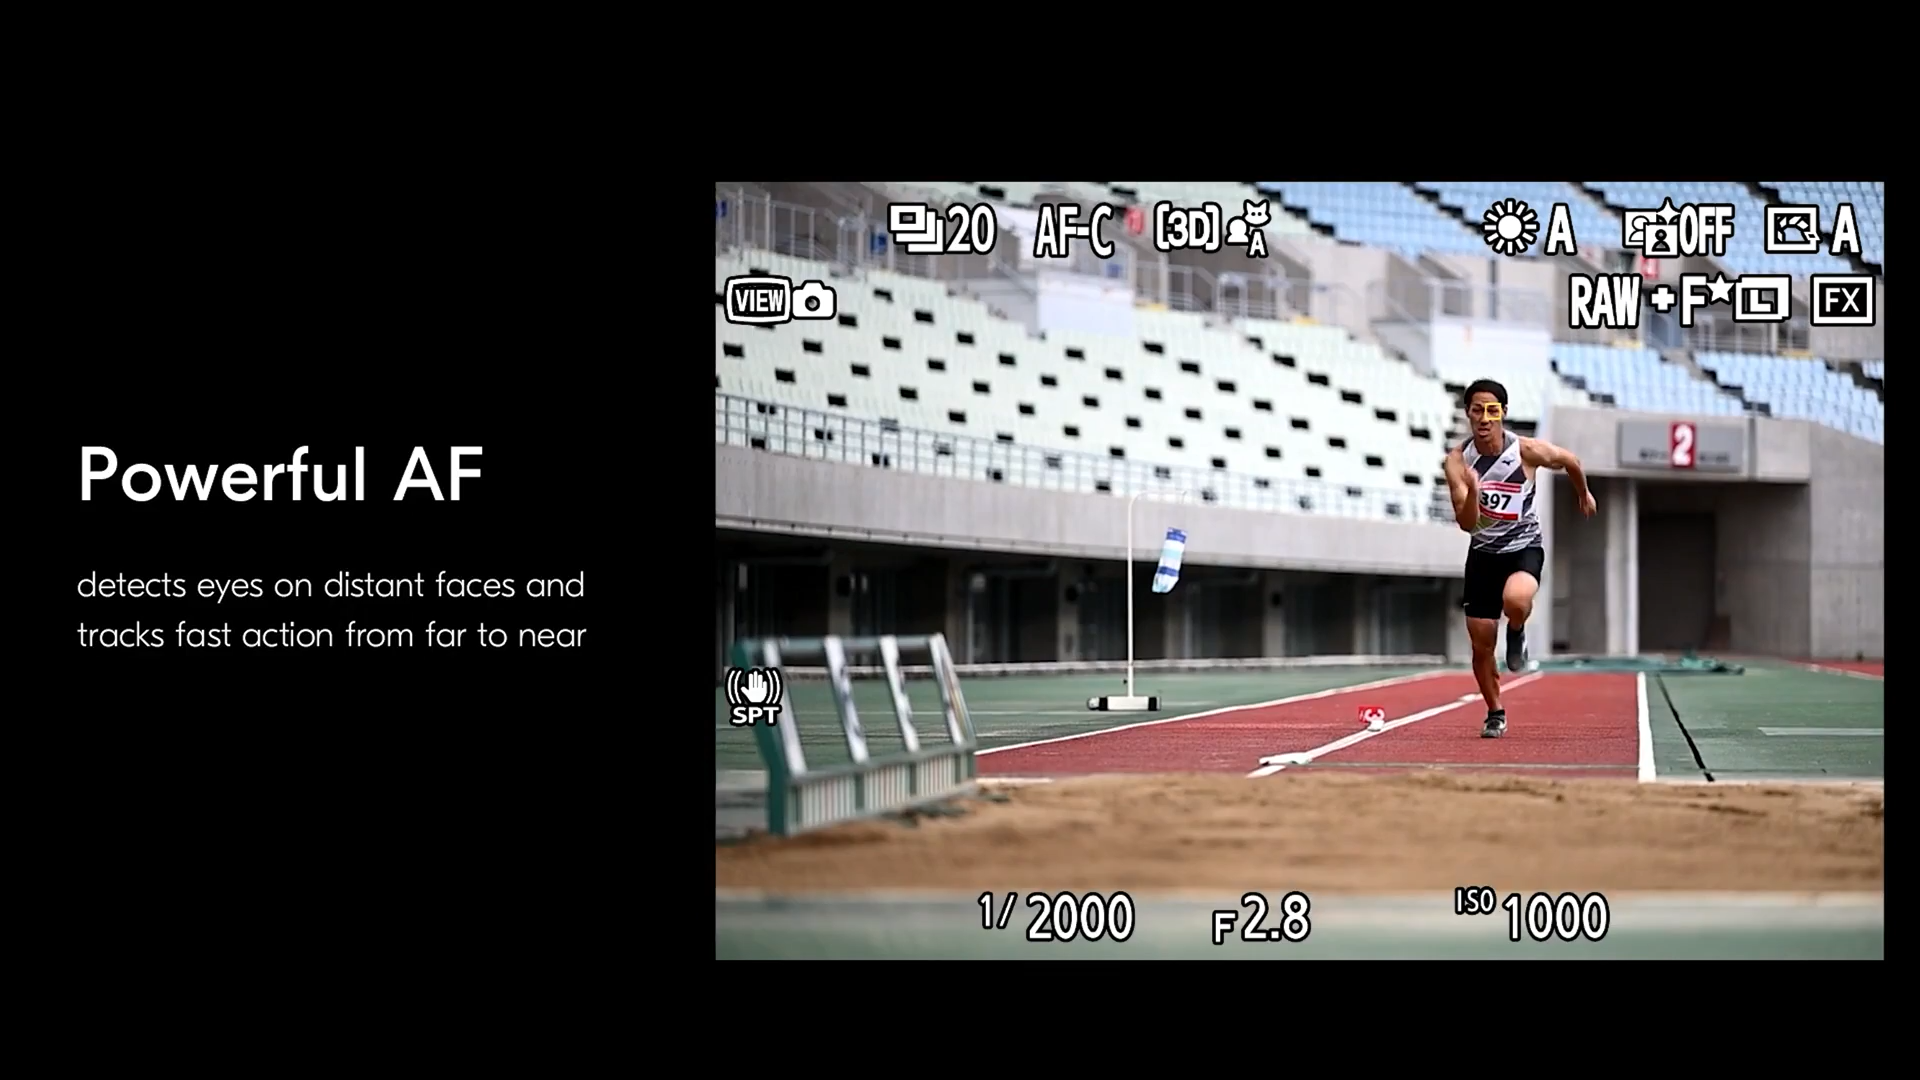 Powerful AF
detects eyes on distant faces and
tracks fast action from far to near
20 AF-C [3D] A
A OFF A
VIEW
RAW + F★ L FX
2
397
SPT
1/2000 F2.8 ISO 1000